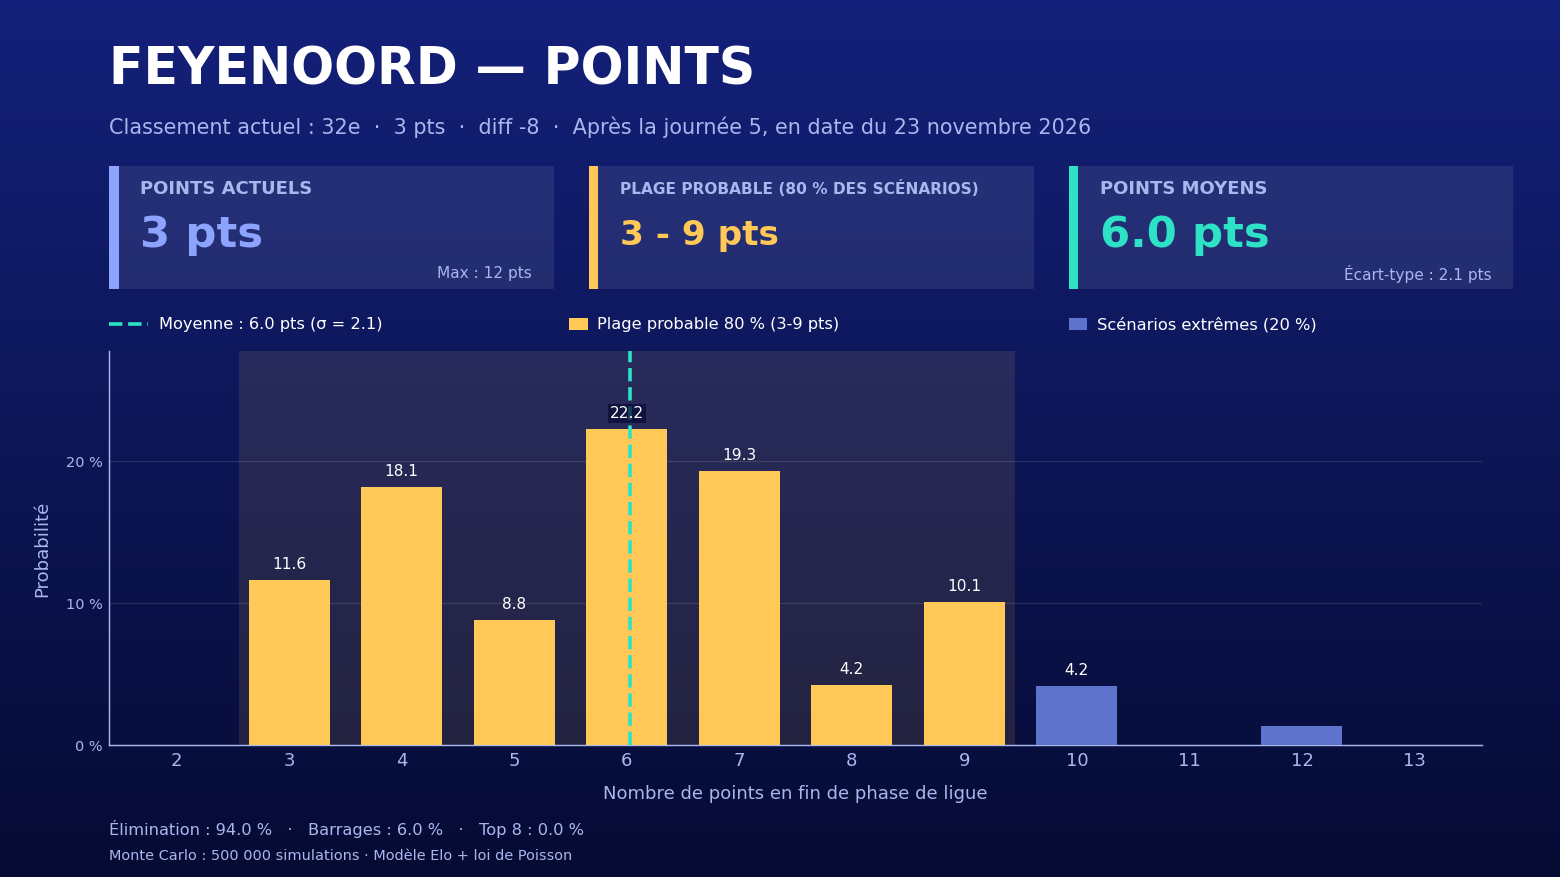 FEYENOORD — POINTS
Classement actuel : 32e · 3 pts · diff -8 · Après la journée 5, en date du 23 novembre 2026
POINTS ACTUELS
3 pts
Max : 12 pts
PLAGE PROBABLE (80 % DES SCÉNARIOS)
3 - 9 pts
POINTS MOYENS
6.0 pts
Écart-type : 2.1 pts
Moyenne : 6.0 pts (σ = 2.1)
Plage probable 80 % (3-9 pts)
Scénarios extrêmes (20 %)
Probabilité
20 %
10 %
0 %
11.6
18.1
8.8
22.2
19.3
4.2
10.1
4.2
2 3 4 5 6 7 8 9 10 11 12 13
Nombre de points en fin de phase de ligue
Élimination : 94.0 % · Barrages : 6.0 % · Top 8 : 0.0 %
Monte Carlo : 500 000 simulations · Modèle Elo + loi de Poisson